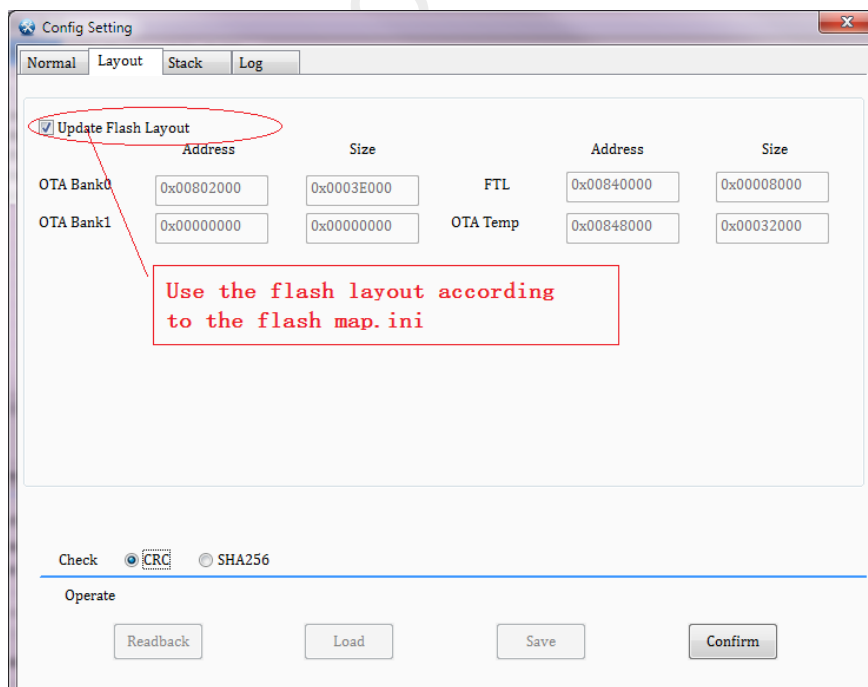 Config Setting
Normal Layout Stack Log
Update Flash Layout
Address Size Address Size
OTA Bank0 0x00802000 0x0003E000 FTL 0x00840000 0x00008000
OTA Bank1 0x00000000 0x00000000 OTA Temp 0x00848000 0x00032000
Use the flash layout according
to the flash map.ini
Check CRC SHA256
Operate
Readback Load Save Confirm